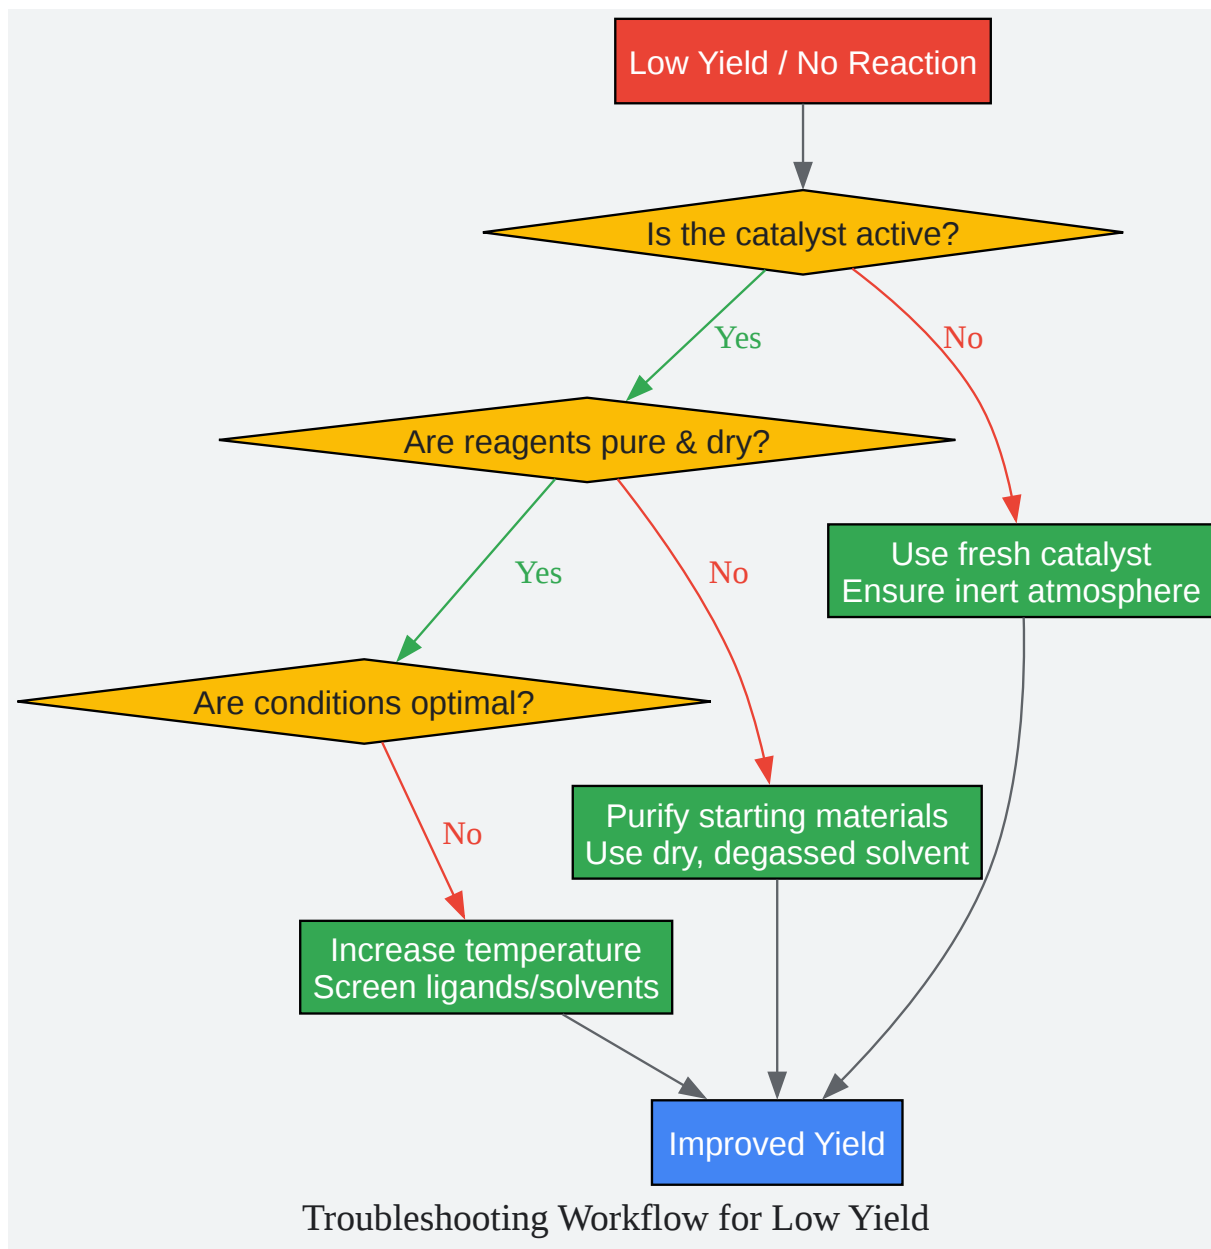 Low Yield / No Reaction
Is the catalyst active?
Yes
No
Are reagents pure & dry?
Use fresh catalyst
Ensure inert atmosphere
Yes
No
Are conditions optimal?
Purify starting materials
Use dry, degassed solvent
No
Increase temperature
Screen ligands/solvents
Improved Yield
Troubleshooting Workflow for Low Yield